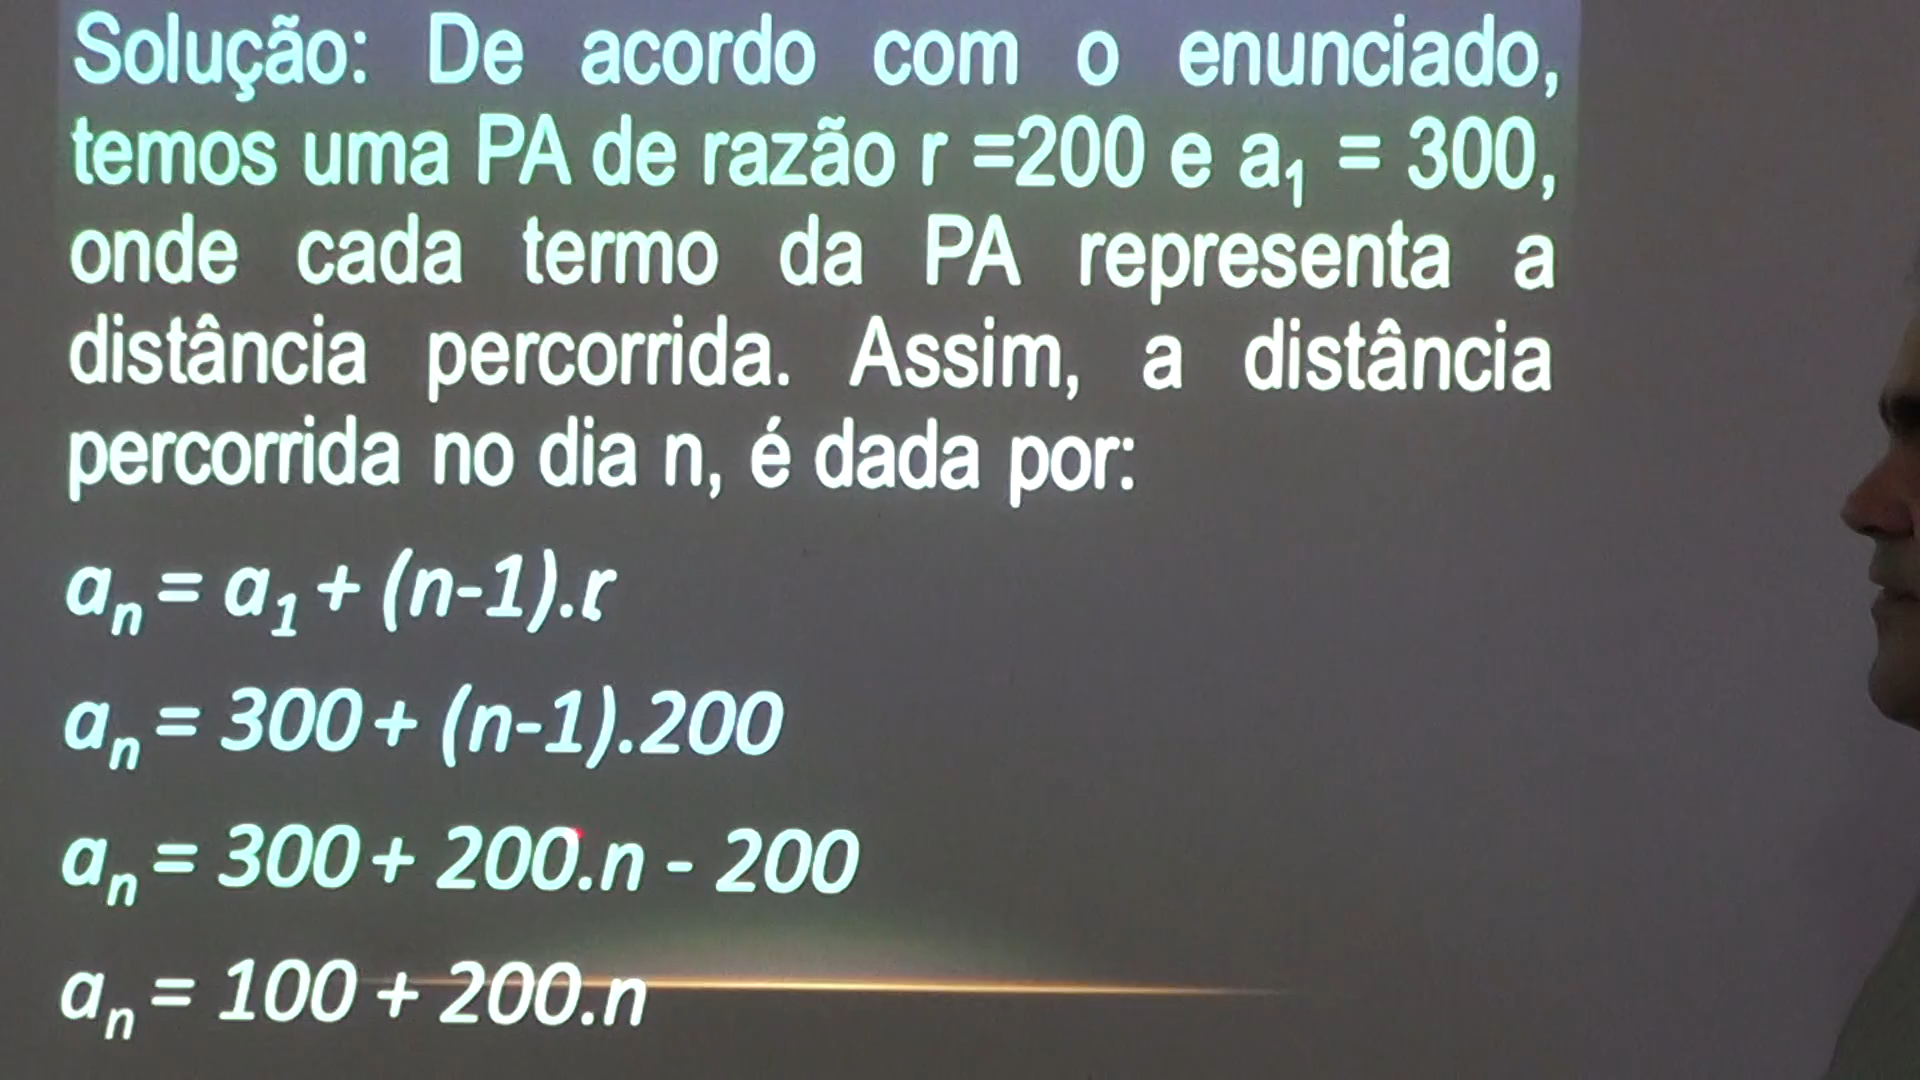 Solução: De acordo com o enunciado,
temos uma PA de razão r =200 e a₁ = 300,
onde cada termo da PA representa a
distância percorrida. Assim, a distância
percorrida no dia n, é dada por:
aₙ = a₁ + (n-1).r
aₙ = 300 + (n-1).200
aₙ = 300 + 200.n - 200
aₙ = 100 + 200.n